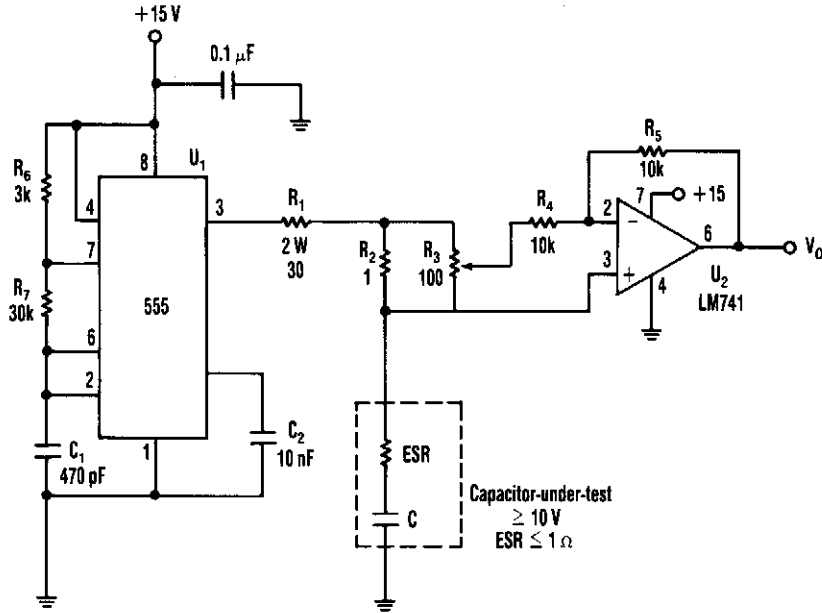 +15 V
0.1 µF
R6
3k
U1
8
4
3
R1
2 W
30
7
R2
1
R3
100
R4
10k
R5
10k
7
+15
2
−
3
+
6
VO
U2
LM741
4
R7
30k
555
6
2
C1
470 pF
1
C2
10 nF
ESR
C
Capacitor-under-test
≥ 10 V
ESR ≤ 1 Ω